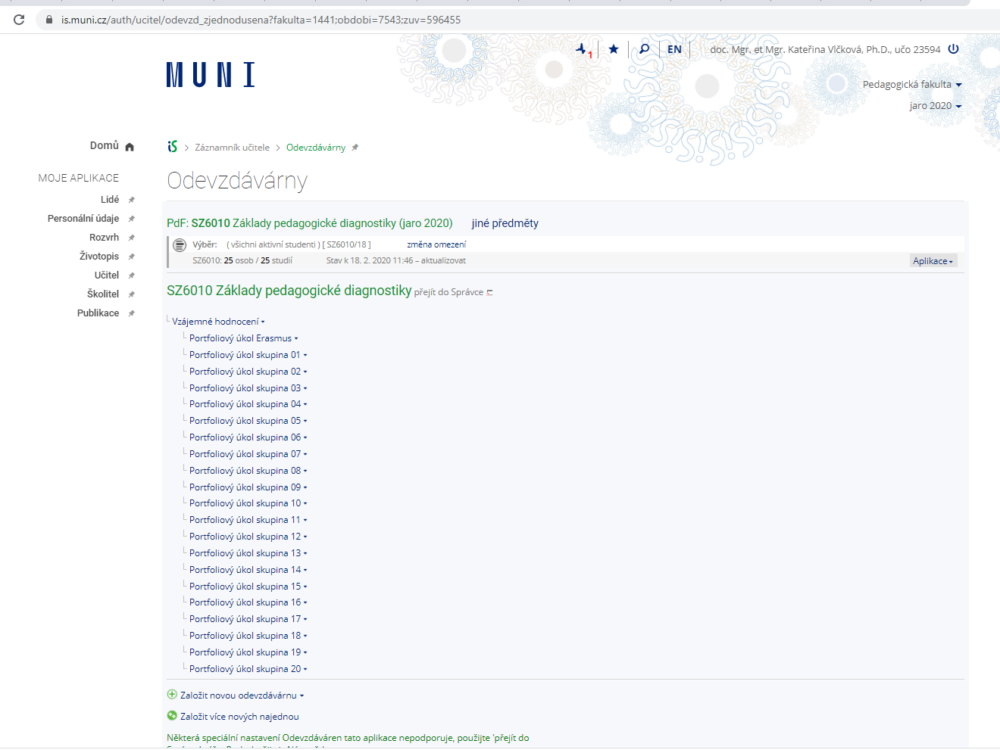 is.muni.cz/auth/ucitel/odevzd_zjednodusena?fakulta=1441;obdobi=7543;zuv=596455
1
EN
doc. Mgr. et Mgr. Kateřina Vlčková, Ph.D., učo 23594
MUNI
Pedagogická fakulta
jaro 2020
Domů
iS > Záznamník učitele > Odevzdávárny
MOJE APLIKACE
Lidé
Personální údaje
Rozvrh
Životopis
Učitel
Školitel
Publikace
Odevzdávárny
PdF: SZ6010 Základy pedagogické diagnostiky (jaro 2020) jiné předměty
Výběr: ( všichni aktivní studenti ) [ SZ6010/18 ] změna omezení
SZ6010: 25 osob / 25 studií Stav k 18. 2. 2020 11:46 – aktualizovat
Aplikace
SZ6010 Základy pedagogické diagnostiky přejít do Správce
Vzájemné hodnocení
Portfoliový úkol Erasmus
Portfoliový úkol skupina 01
Portfoliový úkol skupina 02
Portfoliový úkol skupina 03
Portfoliový úkol skupina 04
Portfoliový úkol skupina 05
Portfoliový úkol skupina 06
Portfoliový úkol skupina 07
Portfoliový úkol skupina 08
Portfoliový úkol skupina 09
Portfoliový úkol skupina 10
Portfoliový úkol skupina 11
Portfoliový úkol skupina 12
Portfoliový úkol skupina 13
Portfoliový úkol skupina 14
Portfoliový úkol skupina 15
Portfoliový úkol skupina 16
Portfoliový úkol skupina 17
Portfoliový úkol skupina 18
Portfoliový úkol skupina 19
Portfoliový úkol skupina 20
Založit novou odevzdávárnu
Založit více nových najednou
Některá speciální nastavení Odevzdáváren tato aplikace nepodporuje, použijte 'přejít do